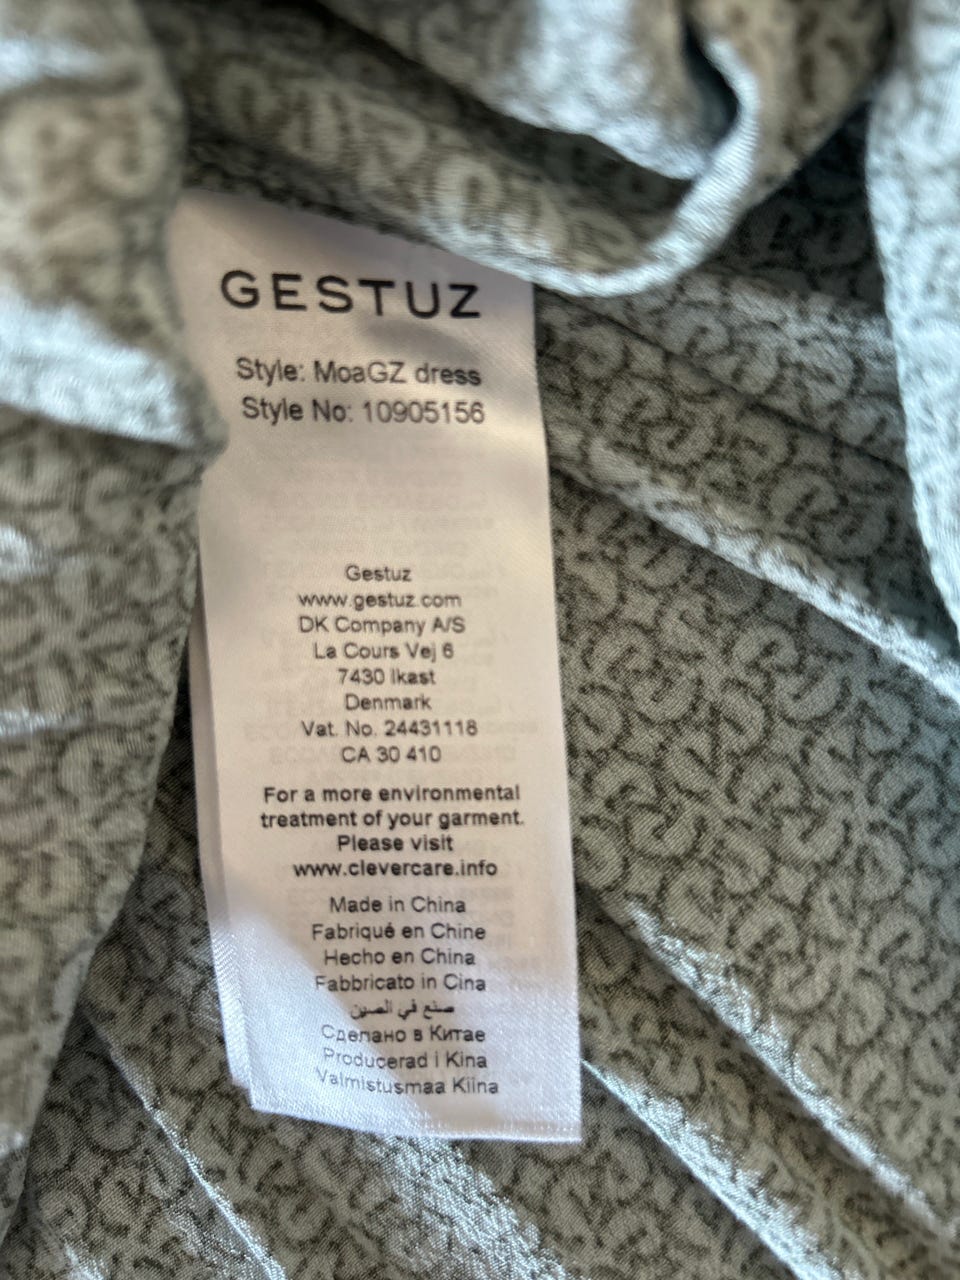 GESTUZ
Style: MoaGZ dress
Style No: 10905156
Gestuz
www.gestuz.com
DK Company A/S
La Cours Vej 6
7430 Ikast
Denmark
Vat. No. 24431118
CA 30 410
For a more environmental
treatment of your garment.
Please visit
www.clevercare.info
Made in China
Fabriqué en Chine
Hecho en China
Fabbricato in Cina
صنع في الصين
Сделано в Китае
Producerad i Kina
Valmistusmaa Kiina